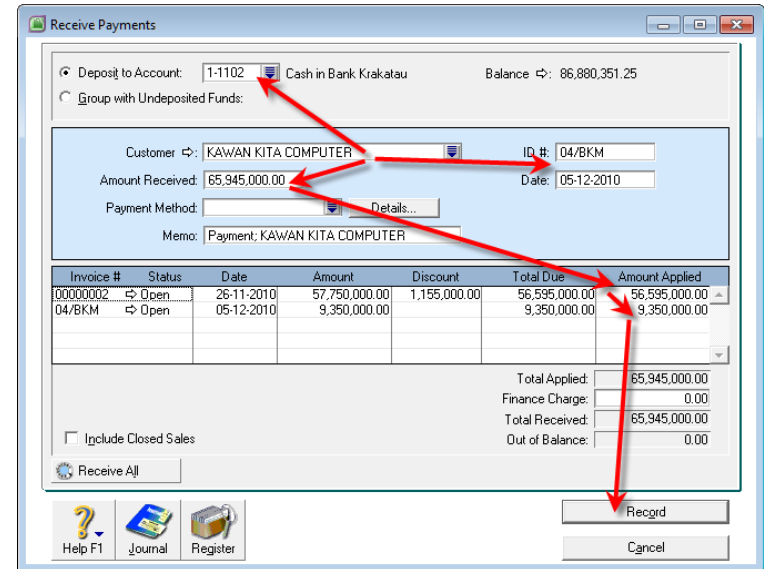 Receive Payments
Deposit to Account: 1-1102 Cash in Bank Krakatau Balance ⇨: 86,880,351.25
Group with Undeposited Funds:
Customer ⇨: KAWAN KITA COMPUTER ID #: 04/BKM
Amount Received: 65,945,000.00 Date: 05-12-2010
Payment Method: Details...
Memo: Payment; KAWAN KITA COMPUTER
Invoice # Status Date Amount Discount Total Due Amount Applied
00000002 ⇨ Open 26-11-2010 57,750,000.00 1,155,000.00 56,595,000.00 56,595,000.00
04/BKM ⇨ Open 05-12-2010 9,350,000.00 9,350,000.00 9,350,000.00
Total Applied: 65,945,000.00
Finance Charge: 0.00
Total Received: 65,945,000.00
Include Closed Sales Out of Balance: 0.00
Receive All
Record
Help F1 Journal Register Cancel